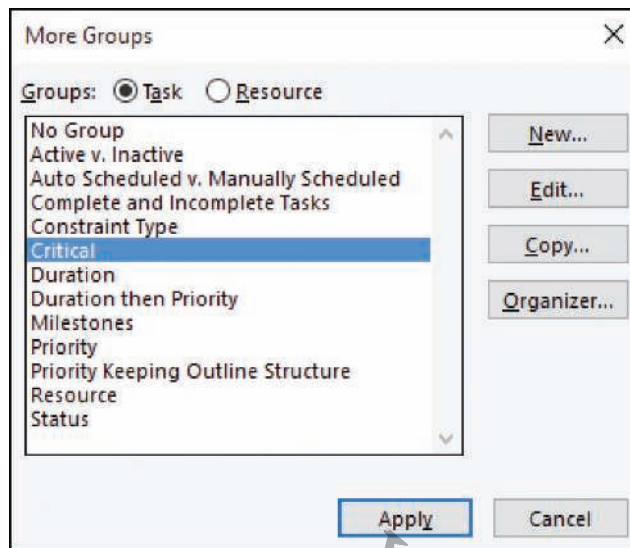 More Groups
Groups: Task Resource
No Group
Active v. Inactive
Auto Scheduled v. Manually Scheduled
Complete and Incomplete Tasks
Constraint Type
Critical
Duration
Duration then Priority
Milestones
Priority
Priority Keeping Outline Structure
Resource
Status
New...
Edit...
Copy...
Organizer...
Apply Cancel